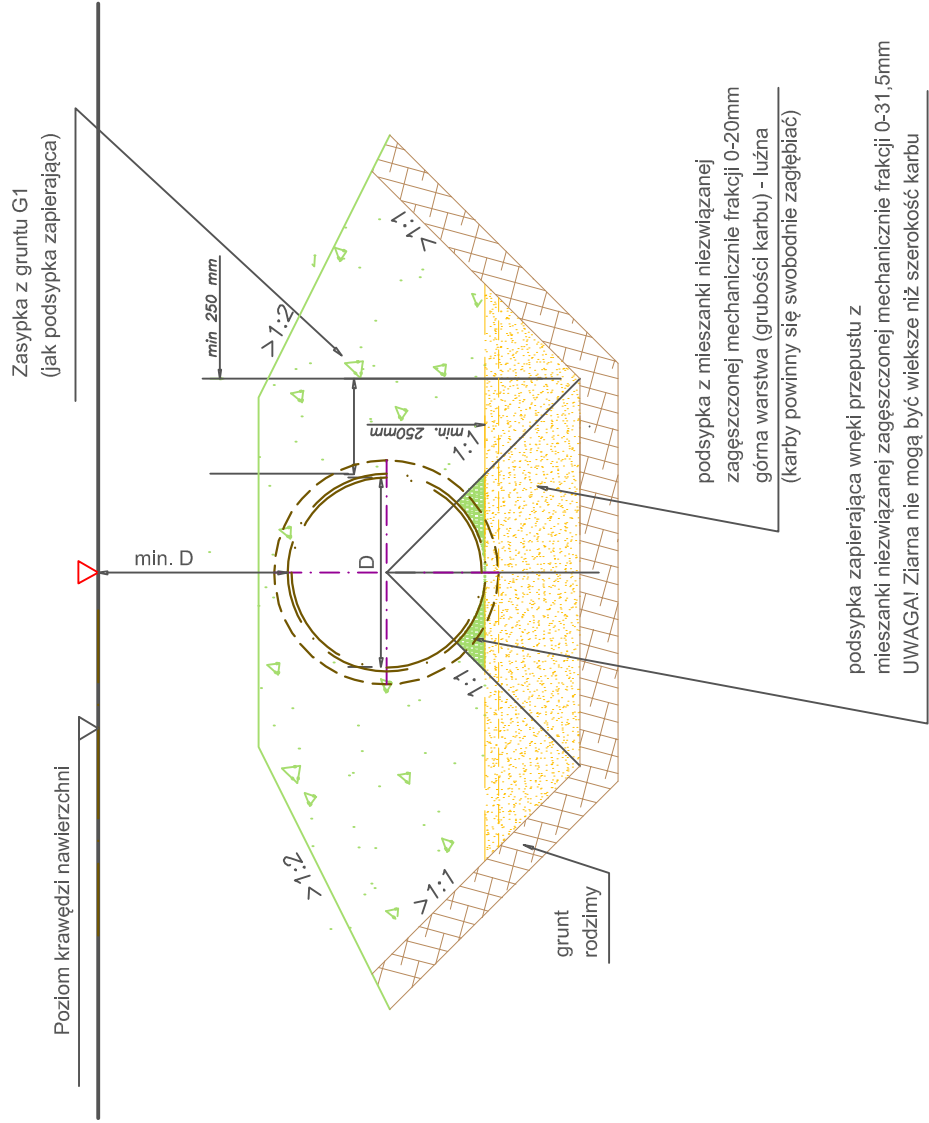 Zasypka z gruntu G1
(jak podsypka zapierająca)
Poziom krawędzi nawierzchni
min. D
min 250 mm
min. 250mm
D
>1:2
>1:2
>1:1
<1:1
1:1
1:1
grunt
rodzimy
podsypka z mieszanki niezwiązanej
zagęszczonej mechanicznie frakcji 0-20mm
górna warstwa (grubości karbu) - luźna
(karby powinny się swobodnie zagłębiać)
podsypka zapierająca wnęki przepustu z
mieszanki niezwiązanej zagęszczonej mechanicznie frakcji 0-31,5mm
UWAGA! Ziarna nie mogą być wieksze niż szerokość karbu